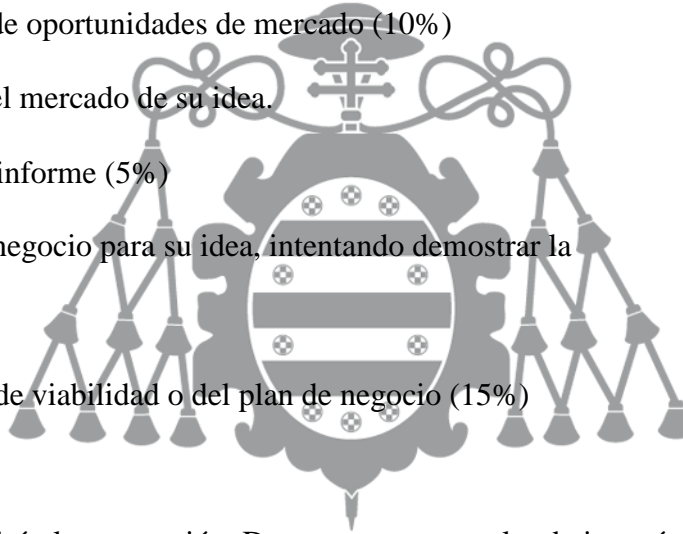 de oportunidades de mercado (10%)
el mercado de su idea.
informe (5%)
negocio para su idea, intentando demostrar la
de viabilidad o del plan de negocio (15%)